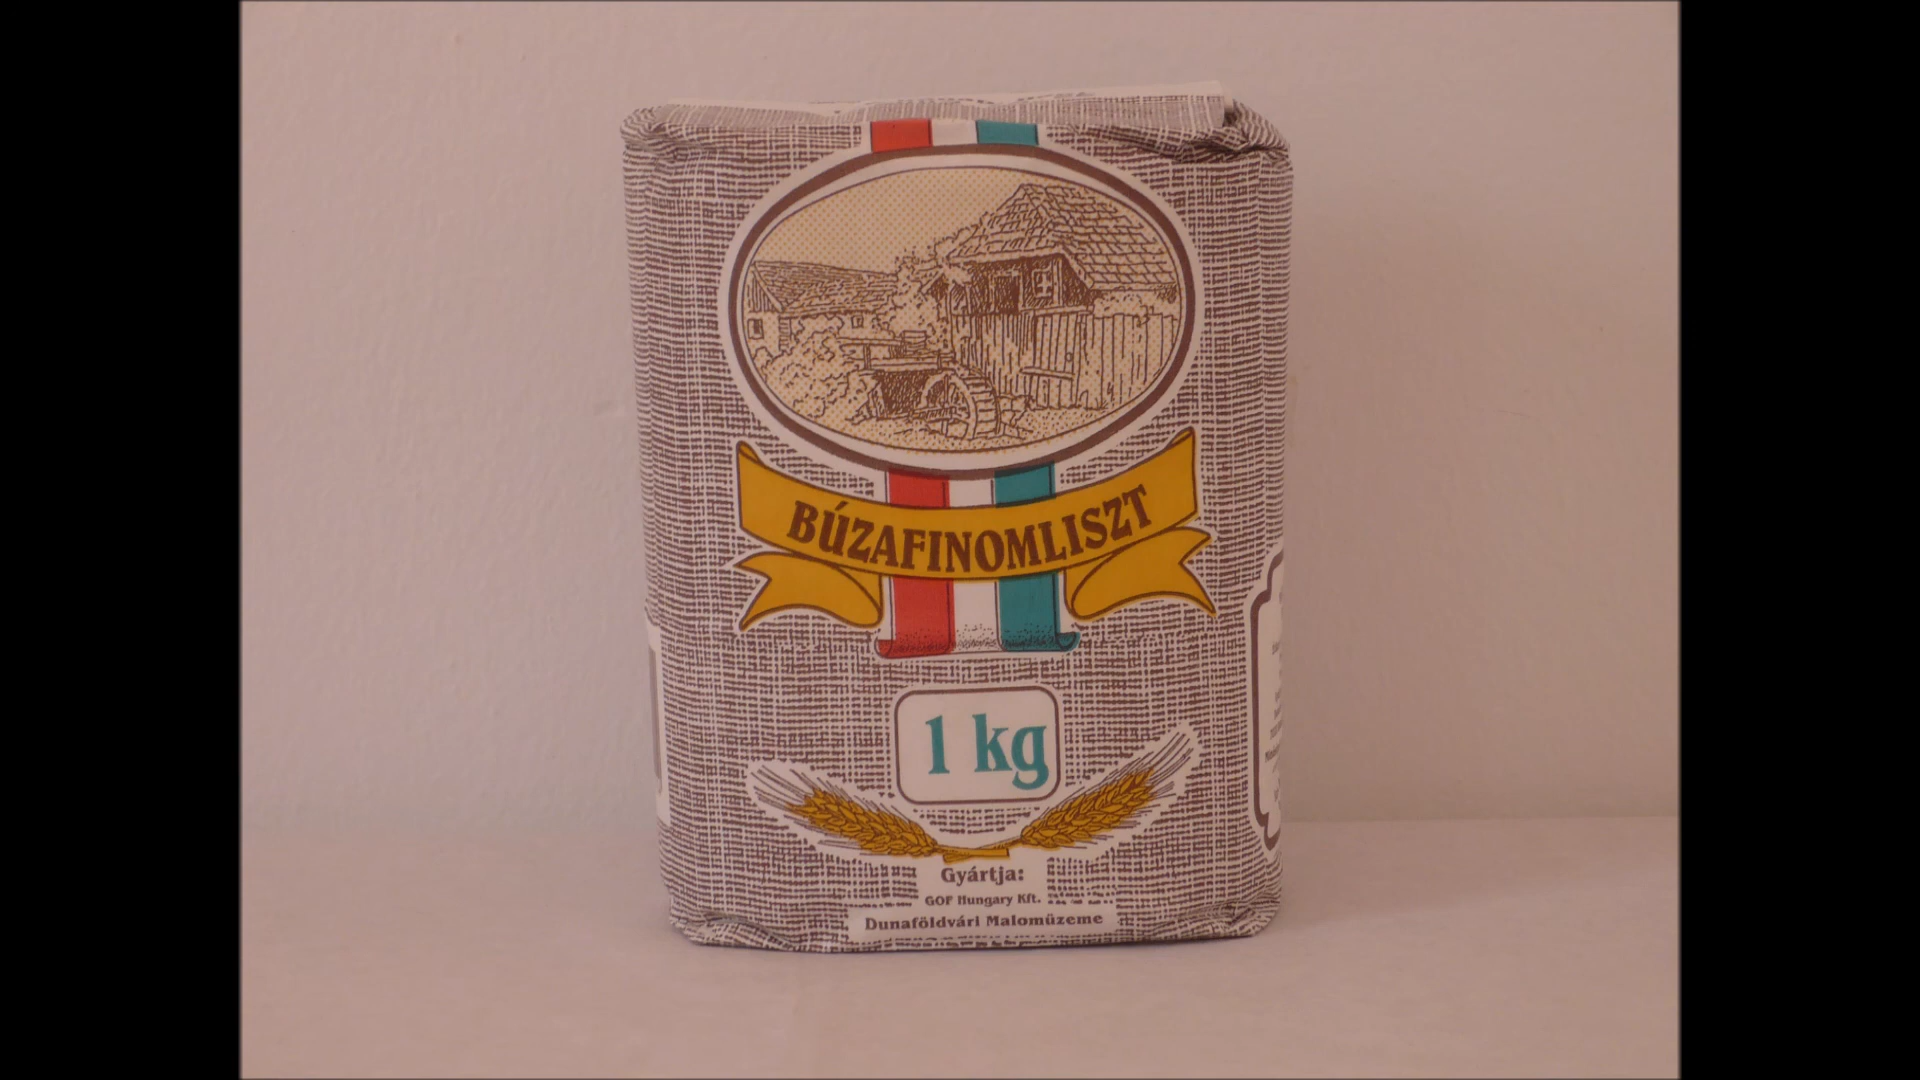 BÚZAFINOMLISZT
1 kg
Gyártja:
GOF Hungary Kft.
Dunaföldvári Malomüzeme